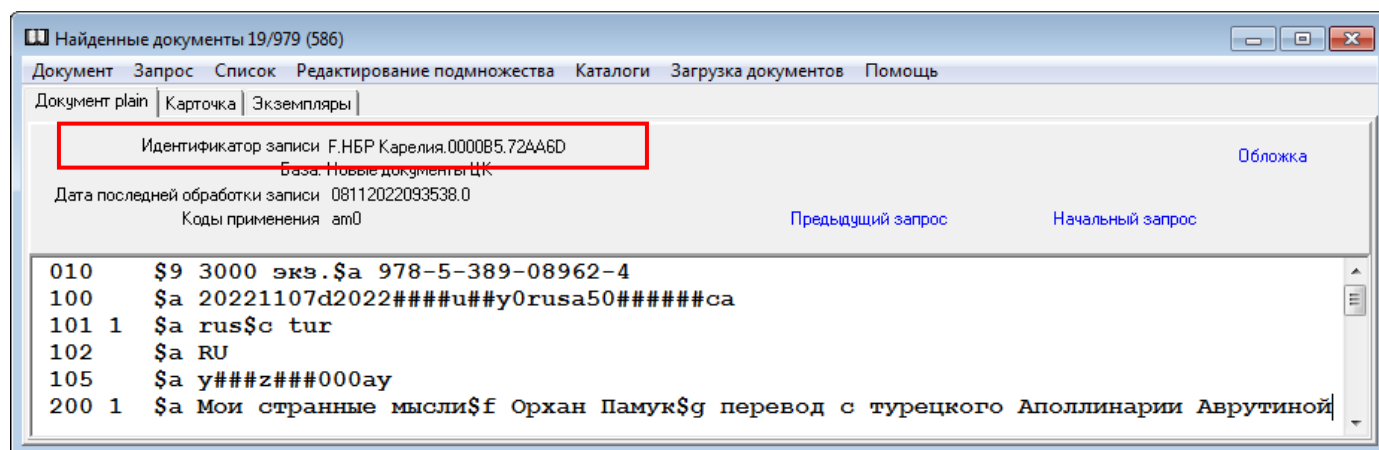 Найденные документы 19/979 (586)
Документ Запрос Список Редактирование подмножества Каталоги Загрузка документов Помощь
Документ plain Карточка Экземпляры
Идентификатор записи F.НБР Карелия.0000B5.72AA6D
База: Новые документы ЦК
Обложка
Дата последней обработки записи 08112022093538.0
Коды применения am0
Предыдущий запрос Начальный запрос
010 $9 3000 экз.$a 978-5-389-08962-4
100 $a 20221107d2022####u##y0rusa50######ca
101 1 $a rus$c tur
102 $a RU
105 $a y###z###000ay
200 1 $a Мои странные мысли$f Орхан Памук$g перевод с турецкого Аполлинарии Аврутиной